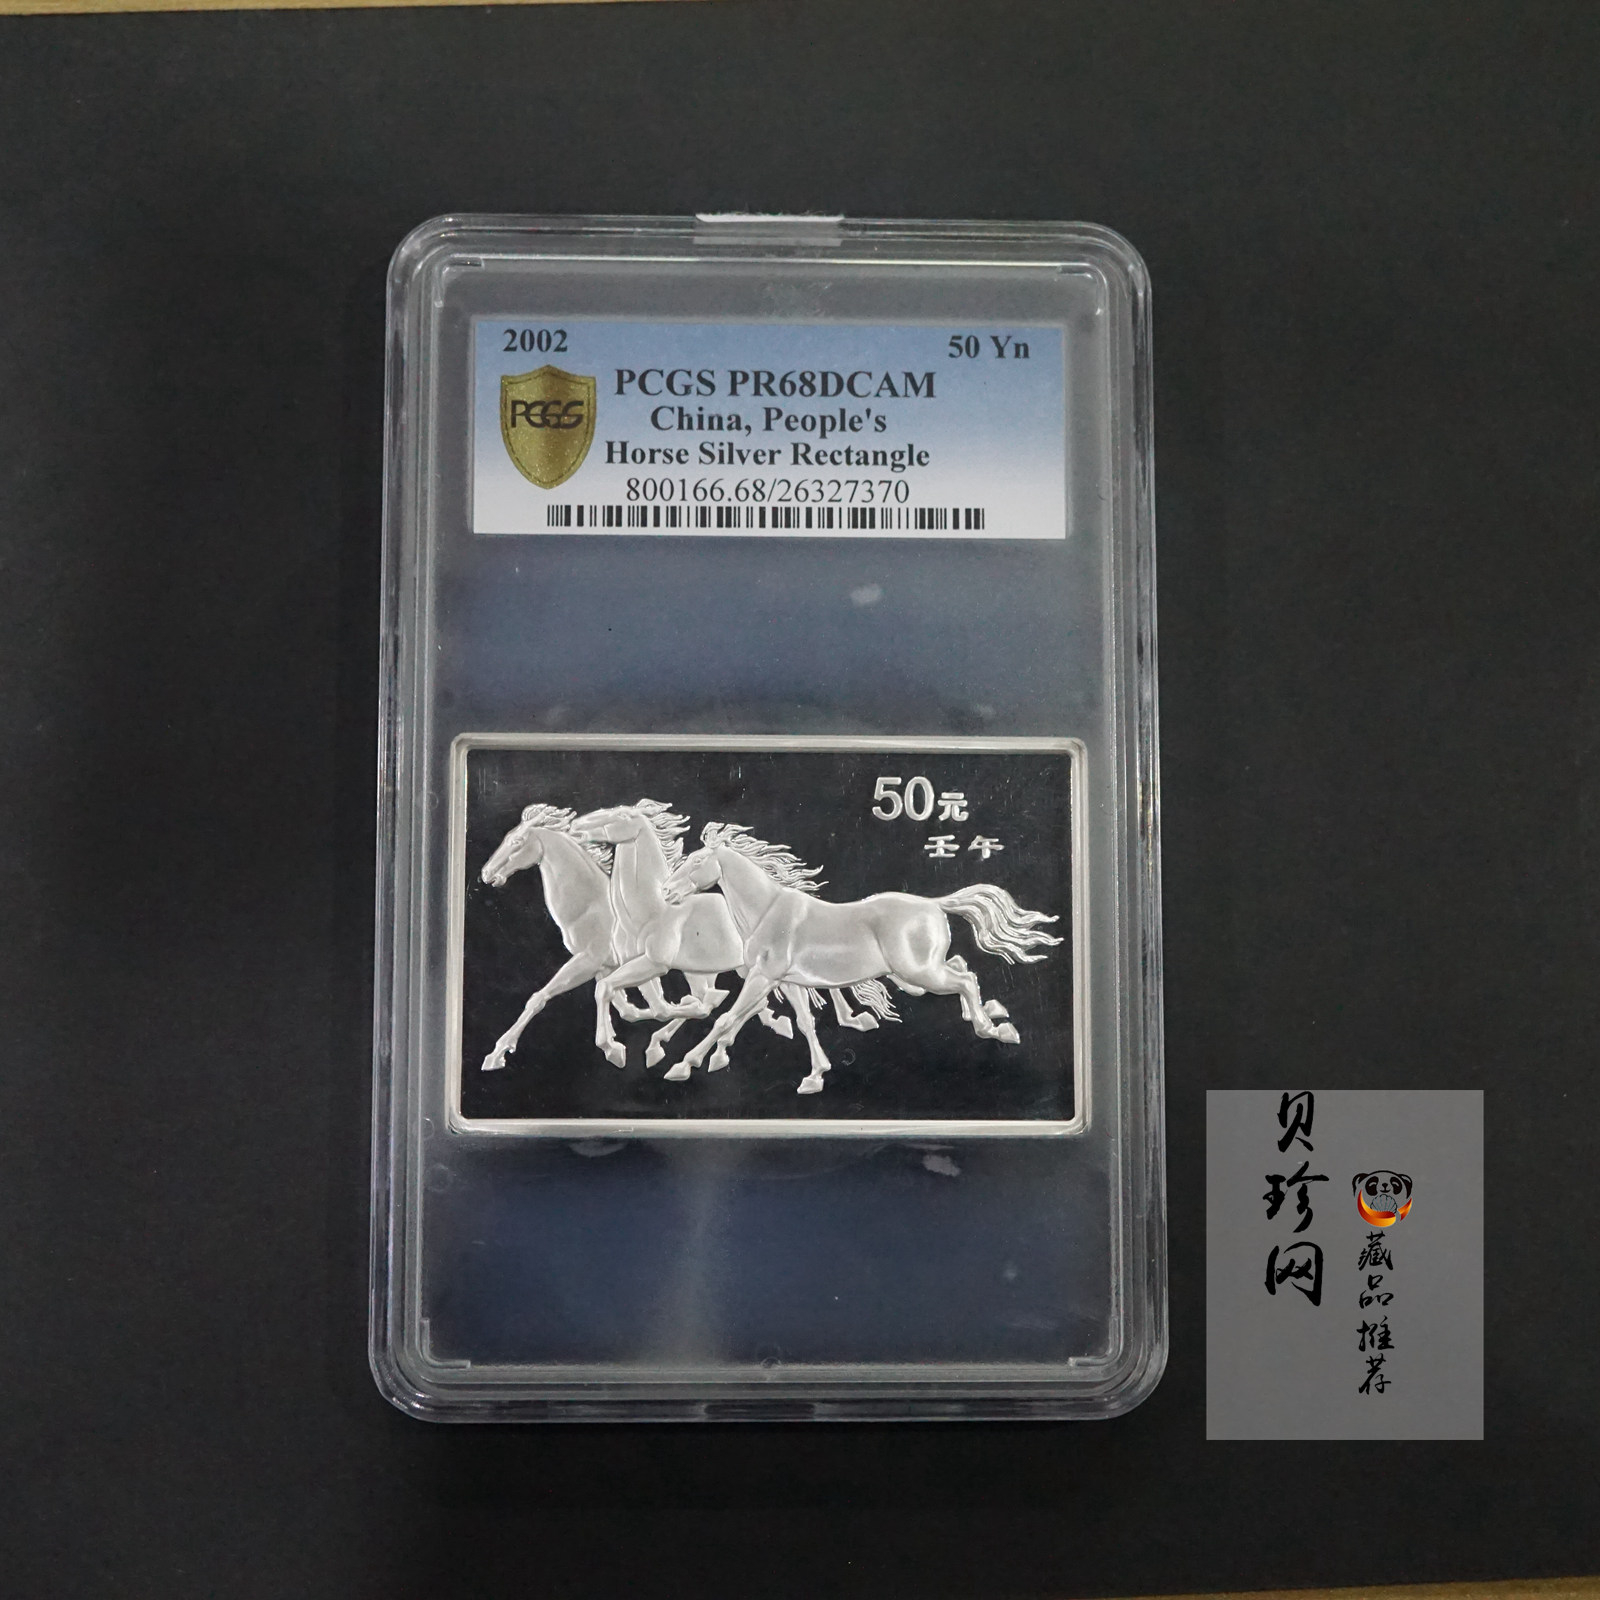 2002
50 Yn
PCGS PR68DCAM
PCGS
China, People's
Horse Silver Rectangle
800166.68/26327370
50元
壬午
贝珍网
藏品推荐